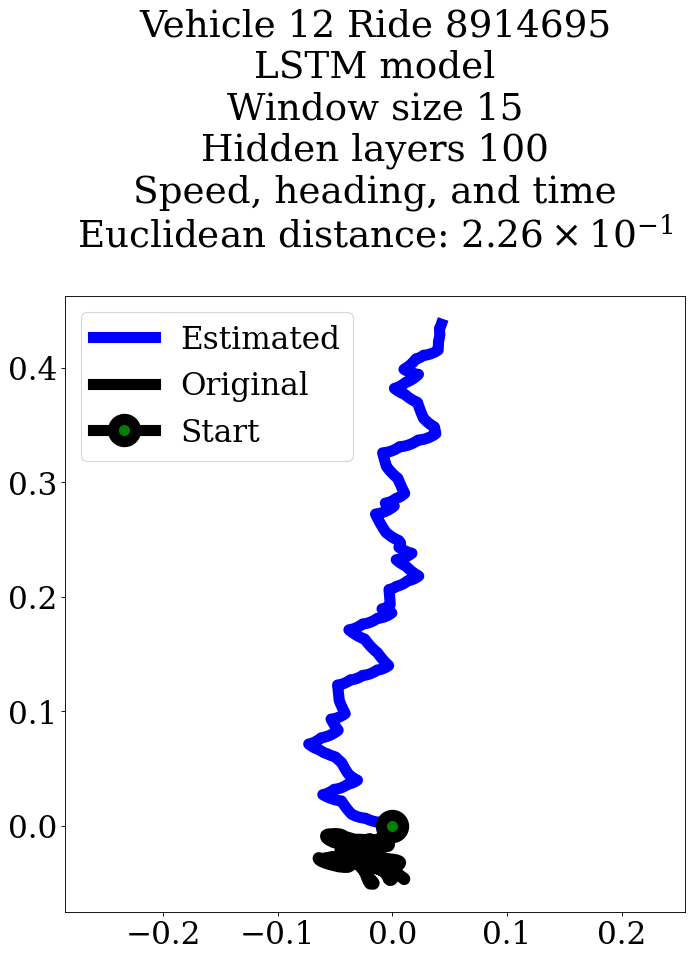 Vehicle 12 Ride 8914695
LSTM model
Window size 15
Hidden layers 100
Speed, heading, and time
Euclidean distance: 2.26 × 10⁻¹
Estimated
Original
Start
0.4
0.3
0.2
0.1
0.0
−0.2 −0.1 0.0 0.1 0.2